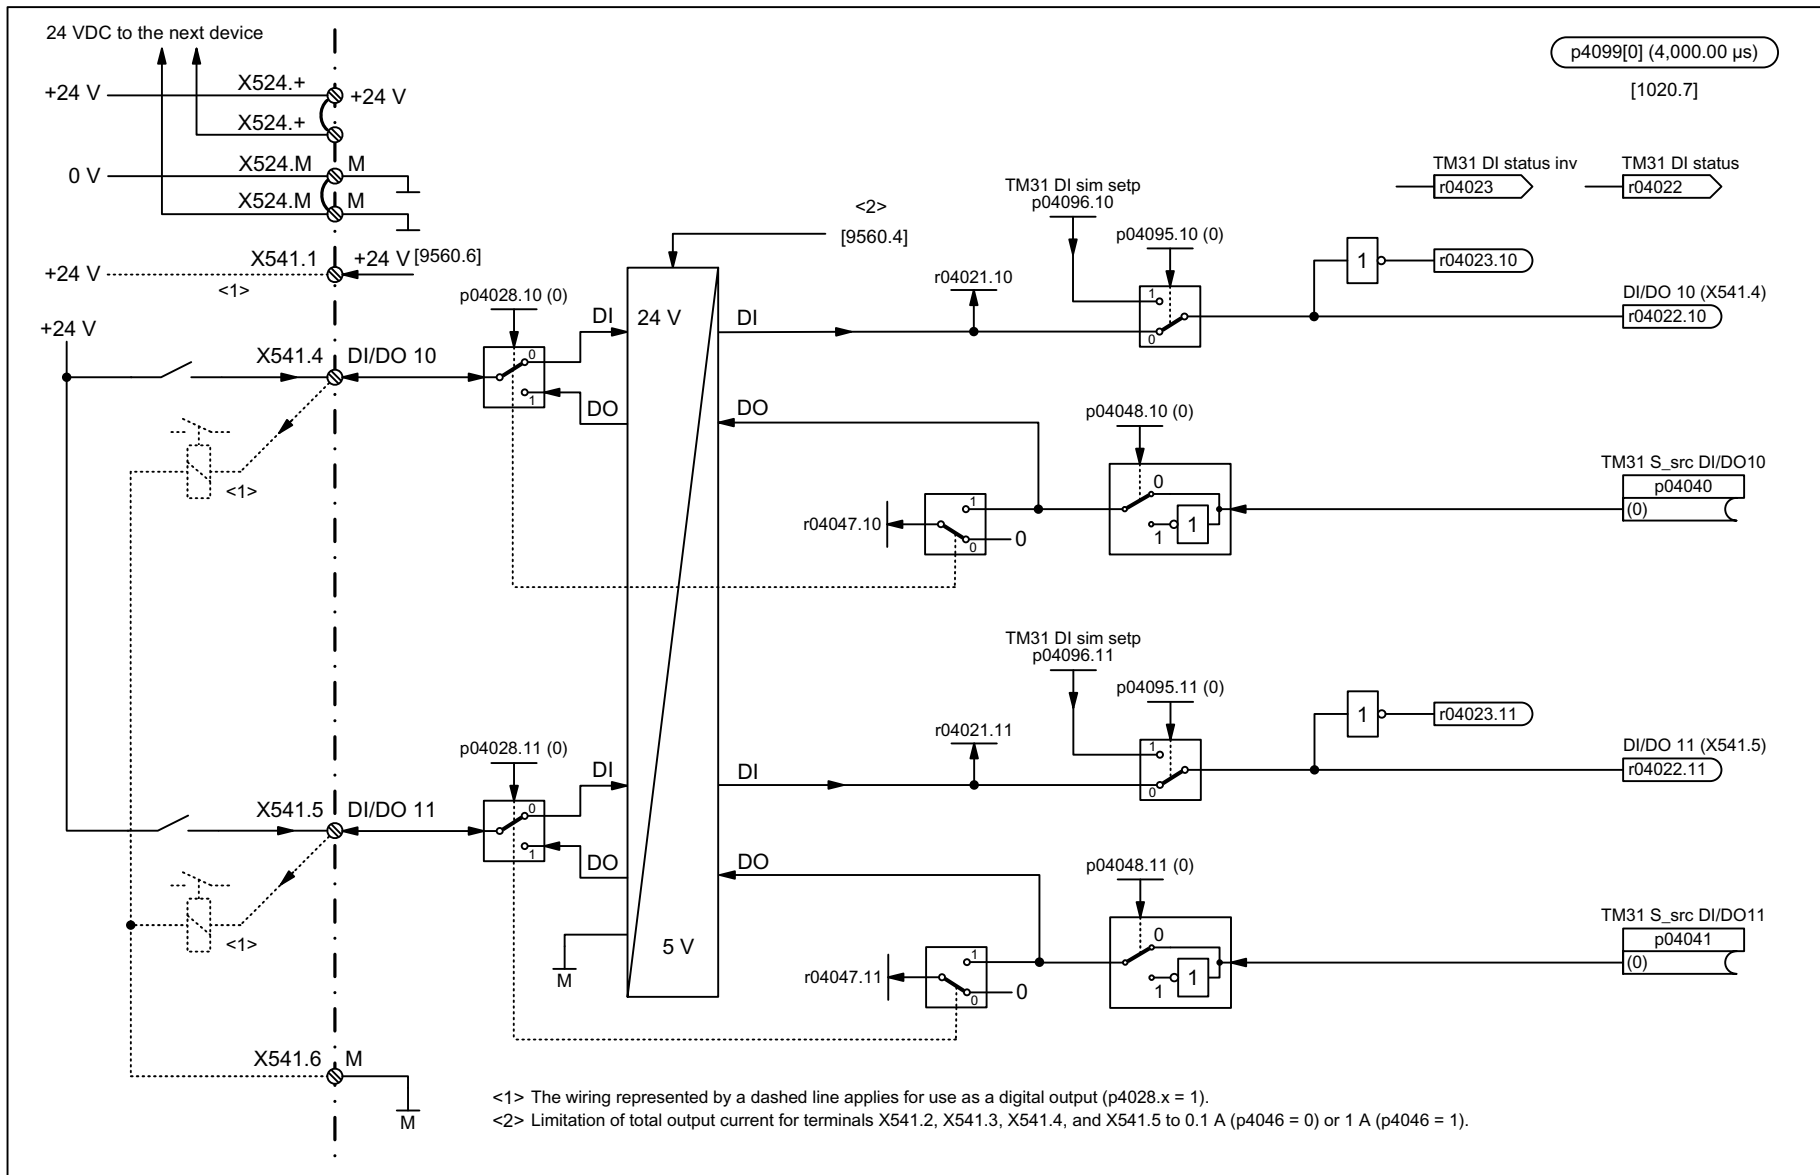 24 VDC to the next device
p4099[0] (4,000.00 µs)
[1020.7]
+24 V
X524.+
+24 V
X524.+
0 V
X524.M
M
X524.M
M
TM31 DI status inv
r04023
TM31 DI status
r04022
+24 V
X541.1
+24 V
[9560.6]
<1>
<2>
[9560.4]
TM31 DI sim setp
p04096.10
p04095.10 (0)
1
0
r04021.10
1
r04023.10
DI/DO 10 (X541.4)
r04022.10
+24 V
p04028.10 (0)
DI
24 V
DI
X541.4
DI/DO 10
0
1
DO
DO
<1>
p04048.10 (0)
0
1
1
TM31 S_src DI/DO10
p04040
(0)
r04047.10
1
0
0
TM31 DI sim setp
p04096.11
p04095.11 (0)
1
0
r04021.11
1
r04023.11
DI/DO 11 (X541.5)
r04022.11
p04028.11 (0)
DI
DI
X541.5
DI/DO 11
0
1
DO
DO
<1>
p04048.11 (0)
0
1
1
TM31 S_src DI/DO11
p04041
(0)
r04047.11
1
0
0
5 V
M
X541.6
M
M
<1> The wiring represented by a dashed line applies for use as a digital output (p4028.x = 1).
<2> Limitation of total output current for terminals X541.2, X541.3, X541.4, and X541.5 to 0.1 A (p4046 = 0) or 1 A (p4046 = 1).